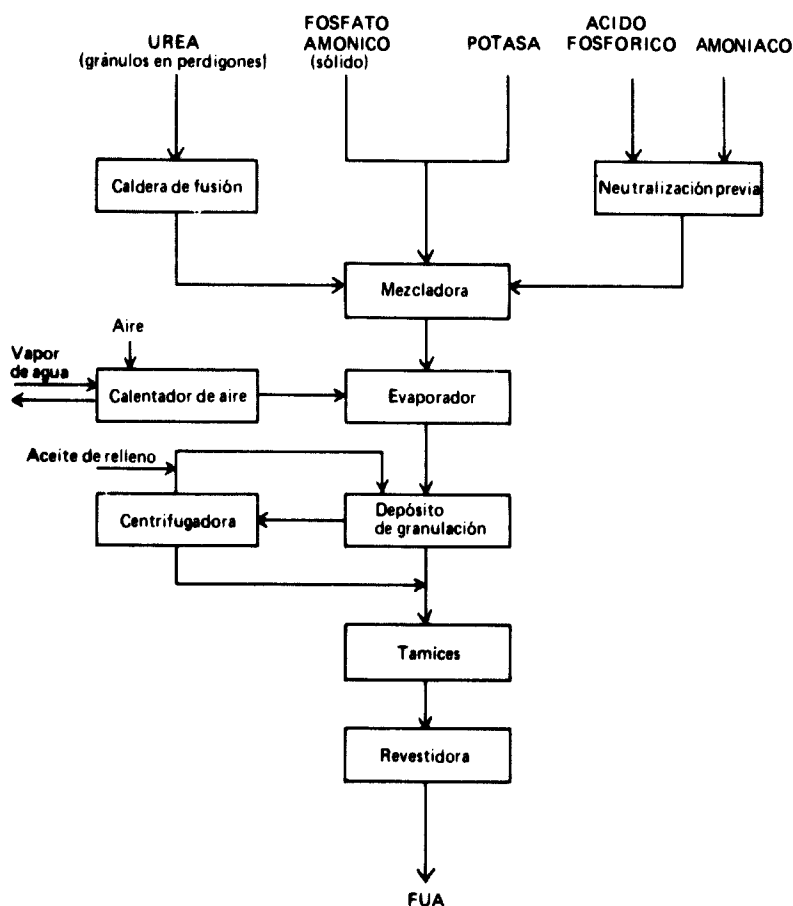 UREA
(gránulos en perdigones)
FOSFATO
AMONICO
(sólido)
POTASA
ACIDO
FOSFORICO
AMONIACO
Caldera de fusión
Neutralización previa
Mezcladora
Aire
Vapor
de agua
Calentador de aire
Evaporador
Aceite de relleno
Centrifugadora
Depósito
de granulación
Tamices
Revestidora
FUA